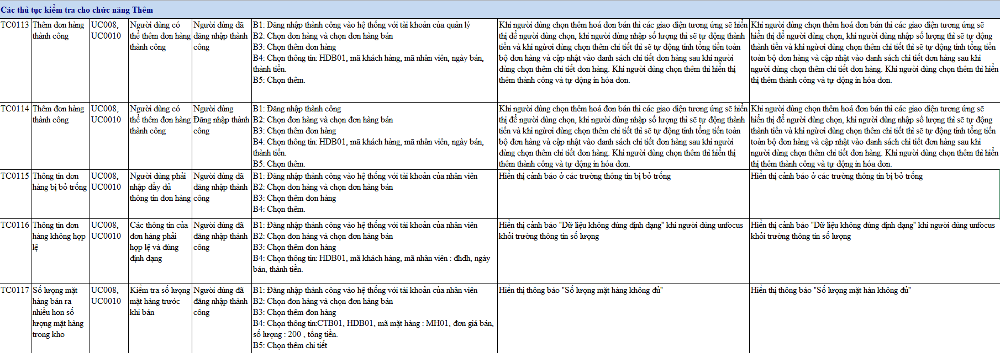 Các thủ tục kiểm tra cho chức năng Thêm
TC0113
Thêm đơn hàng
thành công
UC008,
UC0010
Người dùng có
thể thêm đơn hàng
thành công
Người dùng đã
đăng nhập thành
công
B1: Đăng nhập thành công vào hệ thống với tài khoản của quản lý
B2: Chọn đơn hàng và chọn đơn hàng bán
B3: Chọn thêm đơn hàng
B4: Chọn thông tin: HDB01, mã khách hàng, mã nhân viên, ngày bán,
thành tiền.
B5: Chọn thêm.
Khi người dùng chọn thêm hoá đơn bán thì các giao diện tương ứng sẽ hiển
thị để người dùng chọn, khi người dùng nhập số lượng thì sẽ tự động thành
tiền và khi ngừơi dùng chọn thêm chi tiết thì sẽ tự động tính tổng tiền toàn
bộ đơn hàng và cập nhật vào danh sách chi tiết đơn hàng sau khi người
dùng chọn thêm chi tiết đơn hàng. Khi người dùng chọn thêm thì hiển thị
thêm thành công và tự động in hóa đơn.
Khi người dùng chọn thêm hoá đơn bán thì các giao diện tương ứng sẽ
hiển thị để người dùng chọn, khi người dùng nhập số lượng thì sẽ tự động
thành tiền và khi ngừơi dùng chọn thêm chi tiết thì sẽ tự động tính tổng tiền
toàn bộ đơn hàng và cập nhật vào danh sách chi tiết đơn hàng sau khi
người dùng chọn thêm chi tiết đơn hàng. Khi người dùng chọn thêm thì hiển
thị thêm thành công và tự động in hóa đơn.
TC0114
Thêm đơn hàng
thành công
UC008,
UC0010
Người dùng có
thể thêm đơn hàng
thành công
Người dùng
Đăng nhập thành
công
B1: Đăng nhập thành công
B2: Chọn đơn hàng và chọn đơn hàng bán
B3: Chọn thêm đơn hàng
B4: Chọn thông tin: HDB01, mã khách hàng, mã nhân viên, ngày bán,
thành tiền.
B5: Chọn thêm.
Khi người dùng chọn thêm hoá đơn bán thì các giao diện tương ứng sẽ hiển
thị để người dùng chọn, khi người dùng nhập số lượng thì sẽ tự động thành
tiền và khi ngừơi dùng chọn thêm chi tiết thì sẽ tự động tính tổng tiền toàn
bộ đơn hàng và cập nhật vào danh sách chi tiết đơn hàng sau khi người
dùng chọn thêm chi tiết đơn hàng. Khi người dùng chọn thêm thì hiển thị
thêm thành công và tự động in hóa đơn.
Khi người dùng chọn thêm hoá đơn bán thì các giao diện tương ứng sẽ
hiển thị để người dùng chọn, khi người dùng nhập số lượng thì sẽ tự động
thành tiền và khi ngừơi dùng chọn thêm chi tiết thì sẽ tự động tính tổng tiền
toàn bộ đơn hàng và cập nhật vào danh sách chi tiết đơn hàng sau khi
người dùng chọn thêm chi tiết đơn hàng. Khi người dùng chọn thêm thì hiển
thị thêm thành công và tự động in hóa đơn.
TC0115
Thông tin đơn
hàng bị bỏ trống
UC008,
UC0010
Người dùng phải
nhập đầy đủ
thông tin đơn hàng
Người dùng đã
đăng nhập thành
công
B1: Đăng nhập thành công vào hệ thống với tài khoản của nhân viên
B2: Chọn đơn hàng và chọn đơn hàng bán
B3: Chọn thêm đơn hàng
B4: Chọn thêm.
Hiển thị cảnh báo ở các trường thông tin bị bỏ trống
Hiển thị cảnh báo ở các trường thông tin bị bỏ trống
TC0116
Thông tin đơn
hàng không hợp
lệ
UC008,
UC0010
Các thông tin của
đơn hàng phải
hợp lệ và đúng
định dạng
Người dùng đã
đăng nhập thành
công
B1: Đăng nhập thành công vào hệ thống với tài khoản của nhân viên
B2: Chọn đơn hàng và chọn đơn hàng bán
B3: Chọn thêm đơn hàng
B4: Chọn thông tin: HDB01, mã khách hàng, mã nhân viên : đhđh, ngày
bán, thành tiền.
Hiển thị cảnh báo "Dữ liệu không đúng định dạng" khi người dùng unfocus
khỏi trường thông tin số lượng
Hiển thị cảnh báo "Dữ liệu không đúng định dạng" khi người dùng unfocus
khỏi trường thông tin số lượng
TC0117
Số lượng mặt
hàng bán ra
nhiều hơn số
lượng mặt hàng
trong kho
UC008,
UC0010
Kiểm tra số lượng
mặt hàng trước
khi bán
Người dùng đã
đăng nhập thành
công
B1: Đăng nhập thành công vào hệ thống với tài khoản của nhân viên
B2: Chọn đơn hàng và chọn đơn hàng bán
B3: Chọn thêm đơn hàng
B4: Chọn thông tin:CTB01, HDB01, mã mặt hàng : MH01, đơn giá bán,
số lượng : 200 , tổng tiền.
B5: Chọn thêm chi tiết
Hiển thị thông báo "Số lượng mặt hàng không đủ"
Hiển thị thông báo "Số lượng mặt hàn không đủ"